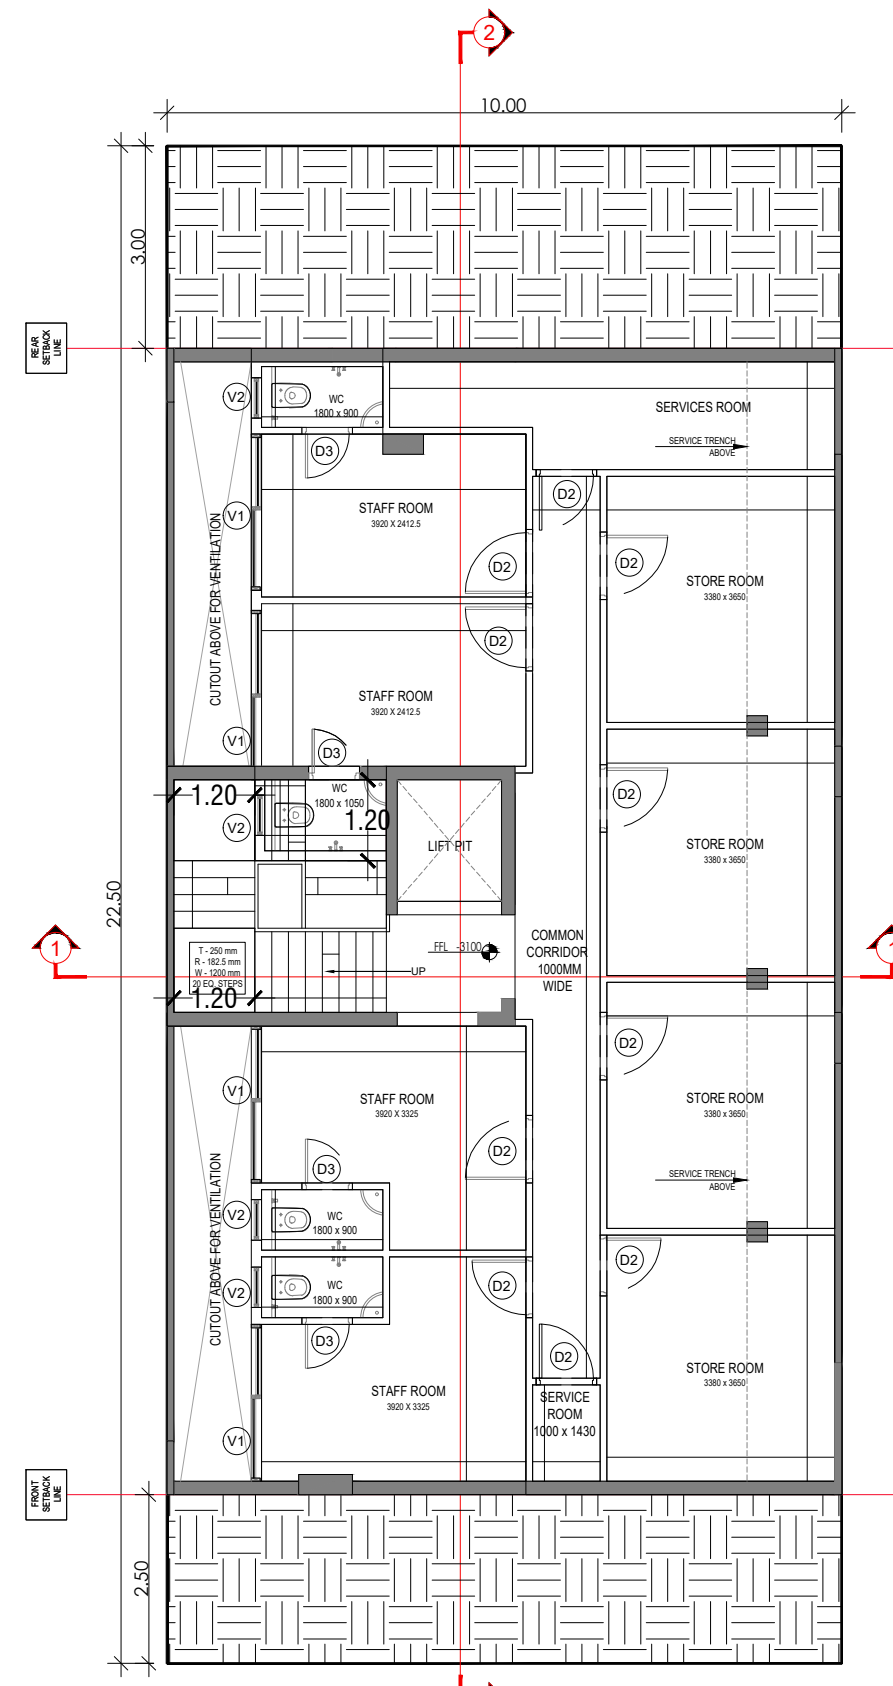 2
10.00
3.00
REAR
SETBACK
LINE
V2
WC
1800 x 900
SERVICES ROOM
SERVICE TRENCH
ABOVE
D3
D2
STAFF ROOM
3920 X 2412.5
V1
CUTOUT ABOVE FOR VENTILATION
D2
D2
STORE ROOM
3380 x 3650
D2
STAFF ROOM
3920 X 2412.5
V1
D3
1.20
WC
1800 x 1050
1.20
V2
D2
LIFT PIT
STORE ROOM
3380 x 3650
22.50
COMMON
CORRIDOR
1000MM
WIDE
FFL -3100
UP
T - 250 mm
R - 182.5 mm
W - 1200 mm
20 EQ. STEPS
1.20
1
1
D2
V1
STAFF ROOM
3920 X 3325
STORE ROOM
3380 x 3650
D3
D2
SERVICE TRENCH
ABOVE
CUTOUT ABOVE FOR VENTILATION
V2
WC
1800 x 900
D2
V2
WC
1800 x 900
D2
D3
D2
STAFF ROOM
3920 X 3325
STORE ROOM
3380 x 3650
SERVICE
ROOM
1000 x 1430
V1
FRONT
SETBACK
LINE
2.50